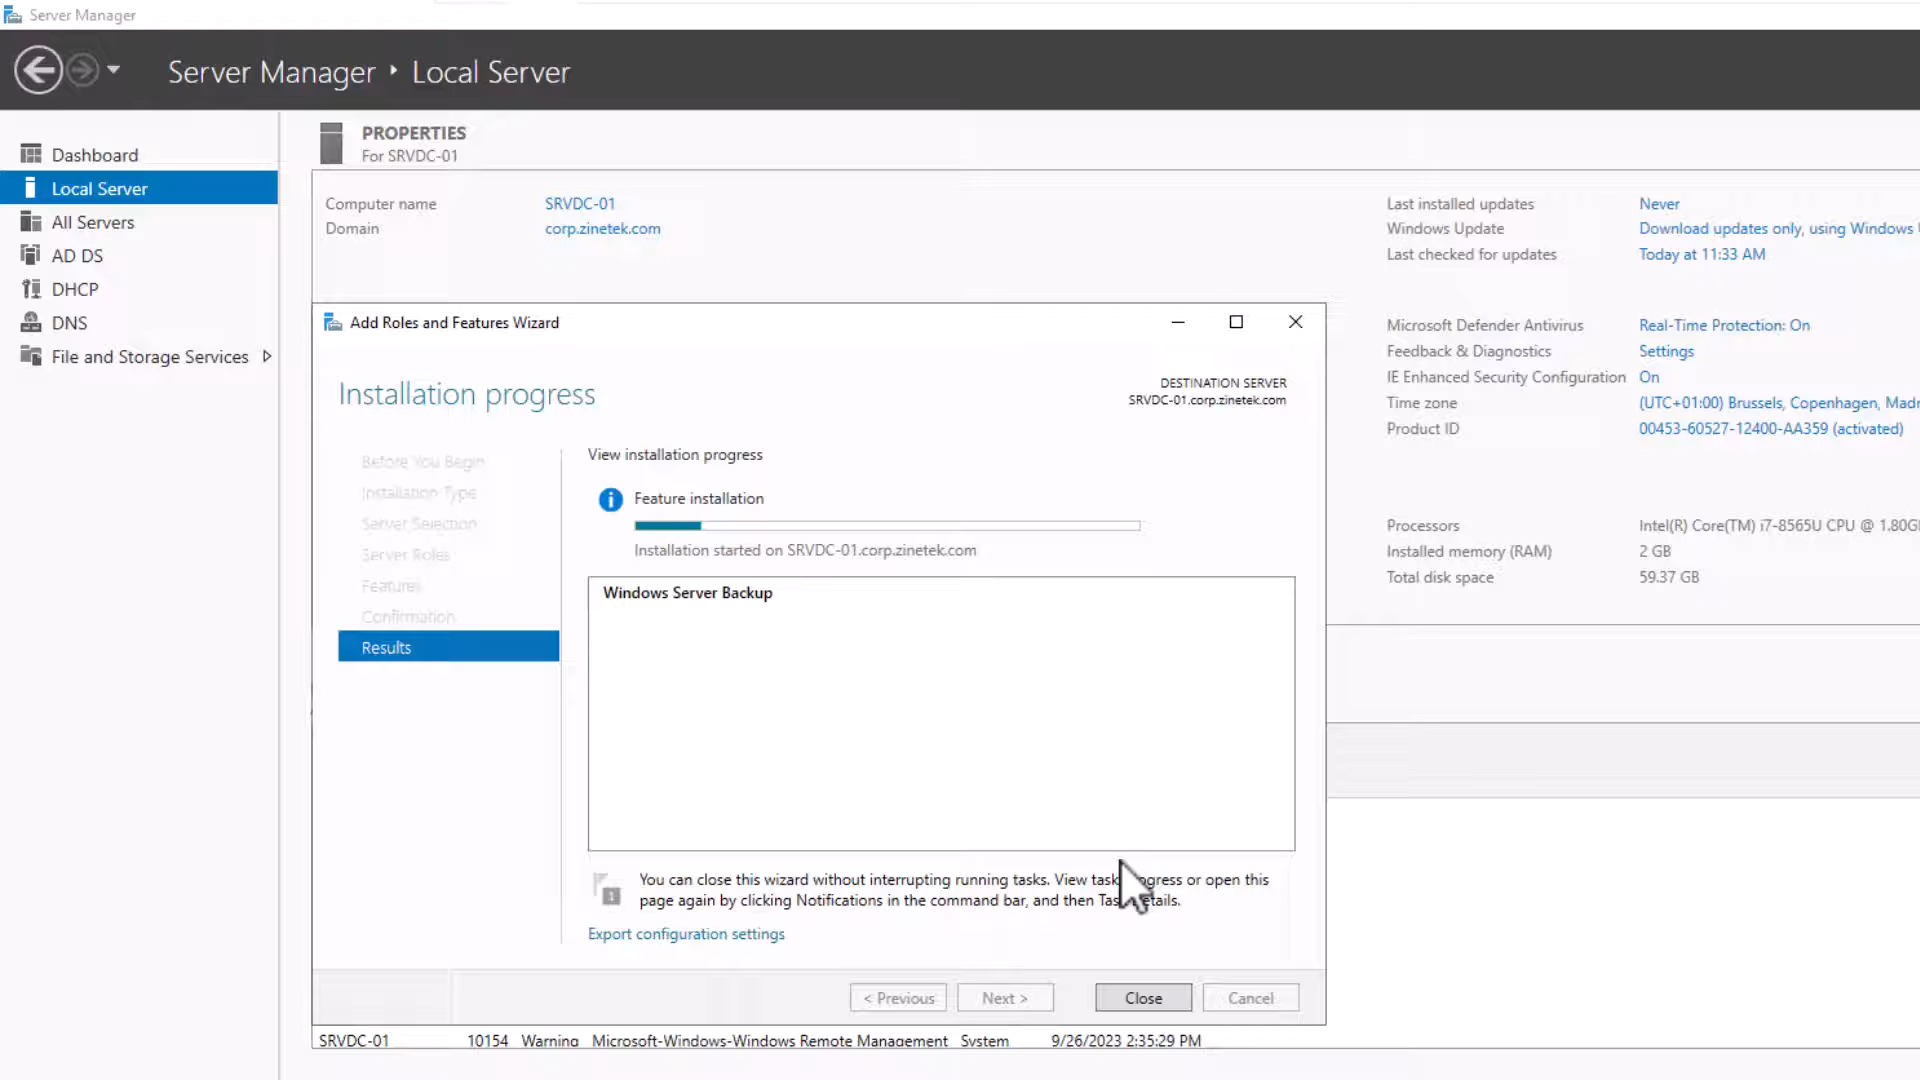 Server Manager
Server Manager ‣ Local Server
Dashboard
Local Server
All Servers
AD DS
DHCP
DNS
File and Storage Services
PROPERTIES
For SRVDC-01
Computer name SRVDC-01
Domain corp.zinetek.com
Last installed updates Never
Windows Update Download updates only, using Windows
Last checked for updates Today at 11:33 AM
Microsoft Defender Antivirus Real-Time Protection: On
Feedback & Diagnostics Settings
IE Enhanced Security Configuration On
Time zone (UTC+01:00) Brussels, Copenhagen,
Product ID 00453-60527-12400-AA359 (activated)
Processors Intel(R) Core(TM) i7-8565U CPU @
Installed memory (RAM) 2 GB
Total disk space 59.37 GB
Add Roles and Features Wizard
Installation progress
DESTINATION SERVER
SRVDC-01.corp.zinetek.com
Before You Begin
Installation Type
Server Selection
Server Roles
Features
Confirmation
Results
View installation progress
Feature installation
Installation started on SRVDC-01.corp.zinetek.com
Windows Server Backup
1
You can close this wizard without interrupting running tasks. View task or open this
page again by clicking Notifications in the command bar, and then
Export configuration settings
< Previous
Next >
Close
Cancel
SRVDC-01 10154 Warning Microsoft-Windows-Windows Remote Management System 9/26/2023 2:35:29 PM